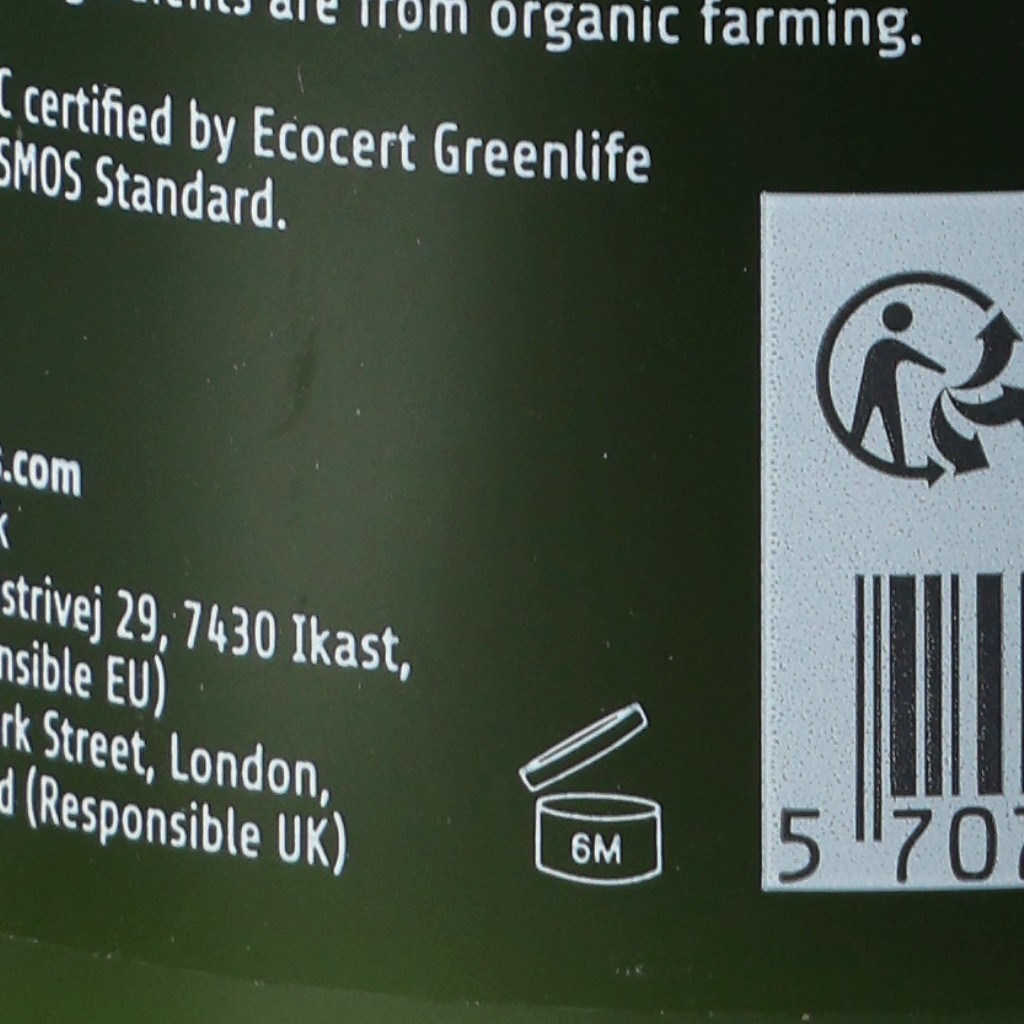 are from organic farming.
certified by Ecocert Greenlife
SMOS Standard.
.com
strivej 29, 7430 Ikast,
nsible EU)
rk Street, London,
d (Responsible UK)
6M
5 707